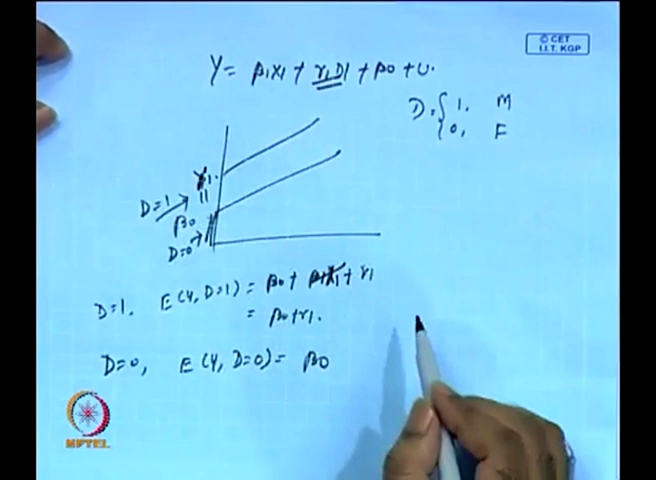 © CET
I.I.T. KGP
Y = β1X1 + γ1D1 + β0 + U.
D = { 1, M
0, F
γ1
D=1
β0
D=0
D=1, E(Y, D=1) = β0 + β1X1 + γ1
= β0+γ1.
D=0, E(Y, D=0) = β0
NPTEL